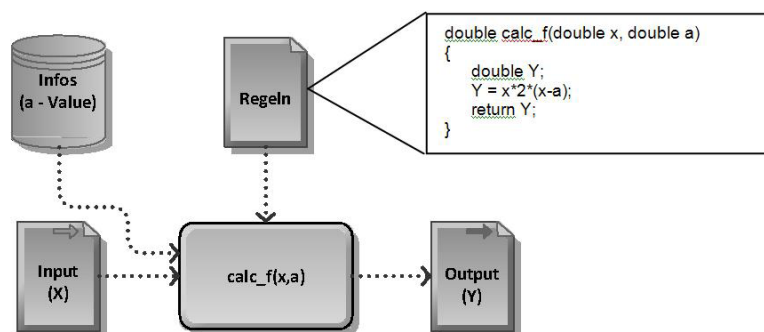 Infos
(a - Value)
Regeln
double calc_f(double x, double a)
{
double Y;
Y = x*2*(x-a);
return Y;
}
Input
(X)
calc_f(x,a)
Output
(Y)